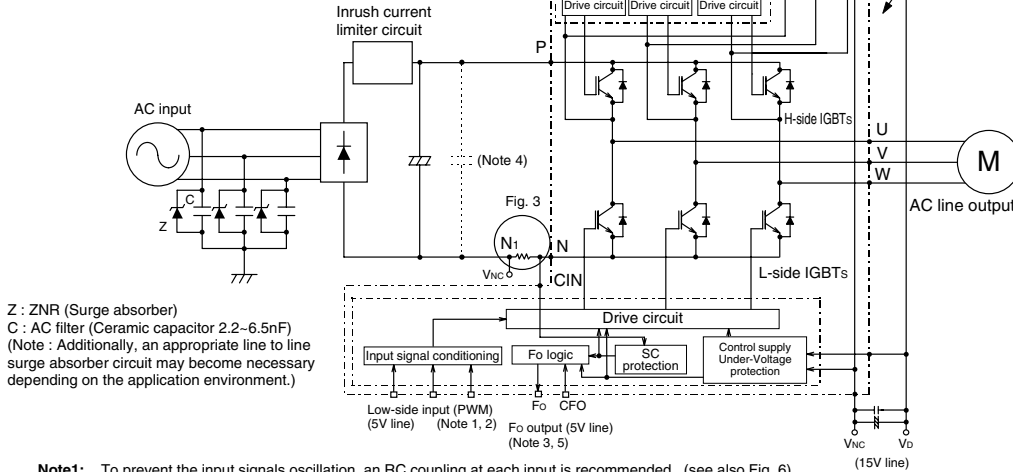 Drive circuit Drive circuit Drive circuit
Inrush current
limiter circuit
P
AC input
H-side IGBTs
U
V
W
M
AC line output
(Note 4)
C
Z
Fig. 3
N1
N
VNC
CIN
L-side IGBTs
Z : ZNR (Surge absorber)
C : AC filter (Ceramic capacitor 2.2~6.5nF)
(Note : Additionally, an appropriate line to line
surge absorber circuit may become necessary
depending on the application environment.)
Drive circuit
Input signal conditioning
Fo logic
SC
protection
Control supply
Under-Voltage
protection
Low-side input (PWM)
(5V line)
(Note 1, 2)
FO
CFO
FO output (5V line)
(Note 3, 5)
VNC
VD
(15V line)
Note1: To prevent the input signals oscillation, an RC coupling at each input is recommended. (see also Fig. 6)